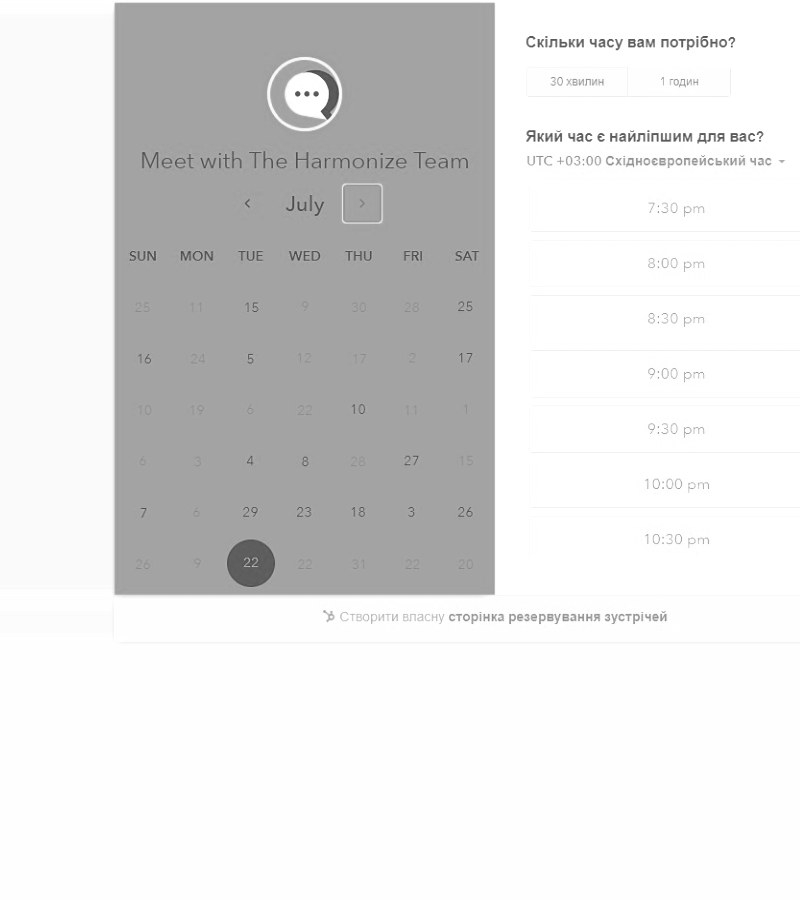 Meet with The Harmonize Team
July
SUN MON TUE WED THU FRI SAT
25 11 15 9 30 28 25
16 24 5 12 17 2 17
10 19 6 22 10 11 1
6 3 4 8 28 27 15
7 6 29 23 18 3 26
26 9 22 22 31 22 20
Скільки часу вам потрібно?
30 хвилин 1 годин
Який час є найліпшим для вас?
UTC +03:00 Східноєвропейський час
7:30 pm
8:00 pm
8:30 pm
9:00 pm
9:30 pm
10:00 pm
10:30 pm
Створити власну сторінка резервування зустрічей